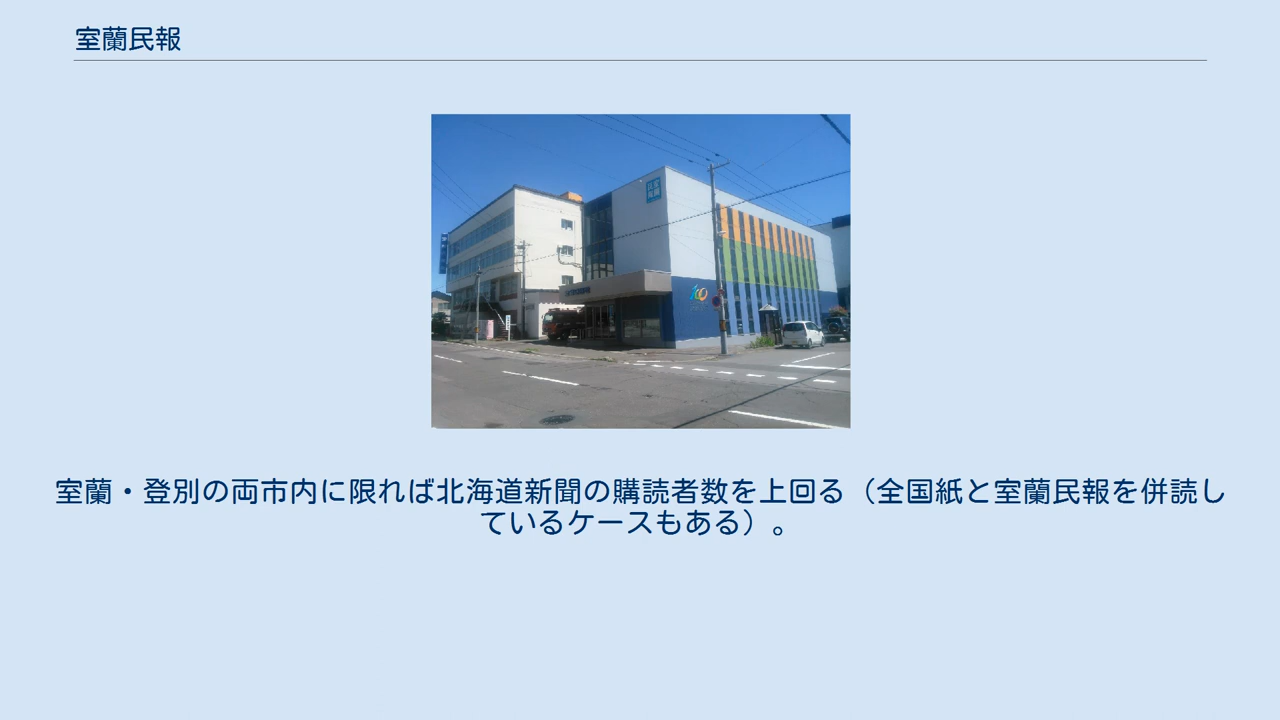 室蘭民報
室蘭・登別の両市内に限れば北海道新聞の購読者数を上回る（全国紙と室蘭民報を併読し
ているケースもある）。